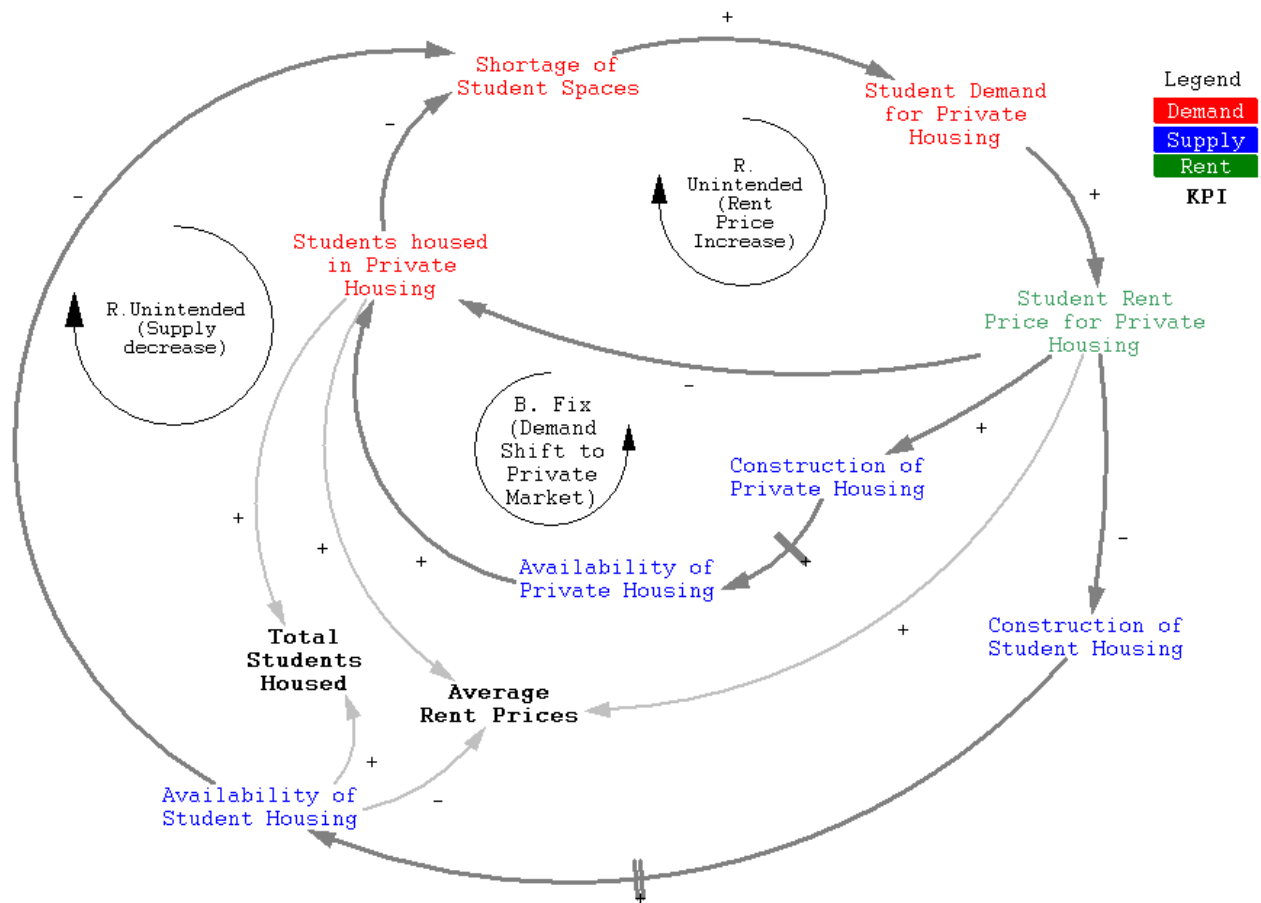 +
Shortage of
Student Spaces
Student Demand
for Private
Housing
Legend
Demand
Supply
Rent
KPI
-
R.
Unintended
(Rent
Price
Increase)
-
+
Students housed
in Private
Housing
R.Unintended
(Supply
decrease)
Student Rent
Price for Private
Housing
-
B. Fix
(Demand
Shift to
Private
Market)
+
Construction of
Private Housing
+
+
+
+
-
Availability of
Private Housing
Construction of
Student Housing
+
Total
Students
Housed
Average
Rent Prices
+
-
Availability of
Student Housing
+